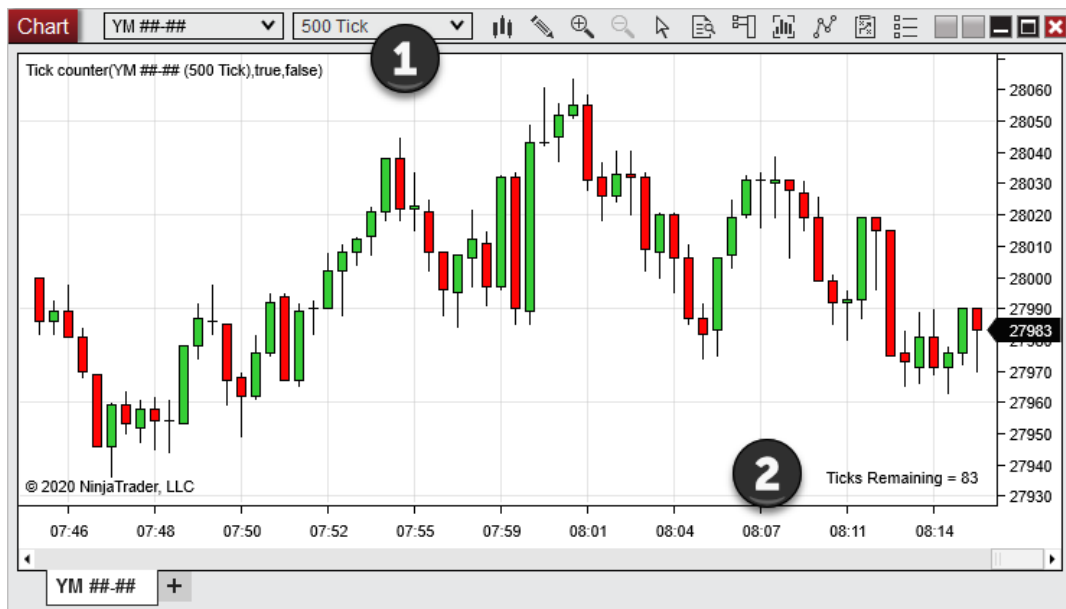 Chart YM ##-## 500 Tick
1
Tick counter(YM ##-## (500 Tick),true,false)
28060
28050
28040
28030
28020
28010
28000
27990
27983
27980
27970
27960
27950
27940
27930
2
Ticks Remaining = 83
© 2020 NinjaTrader, LLC
07:46 07:48 07:50 07:52 07:55 07:59 08:01 08:04 08:07 08:11 08:14
YM ##-## +